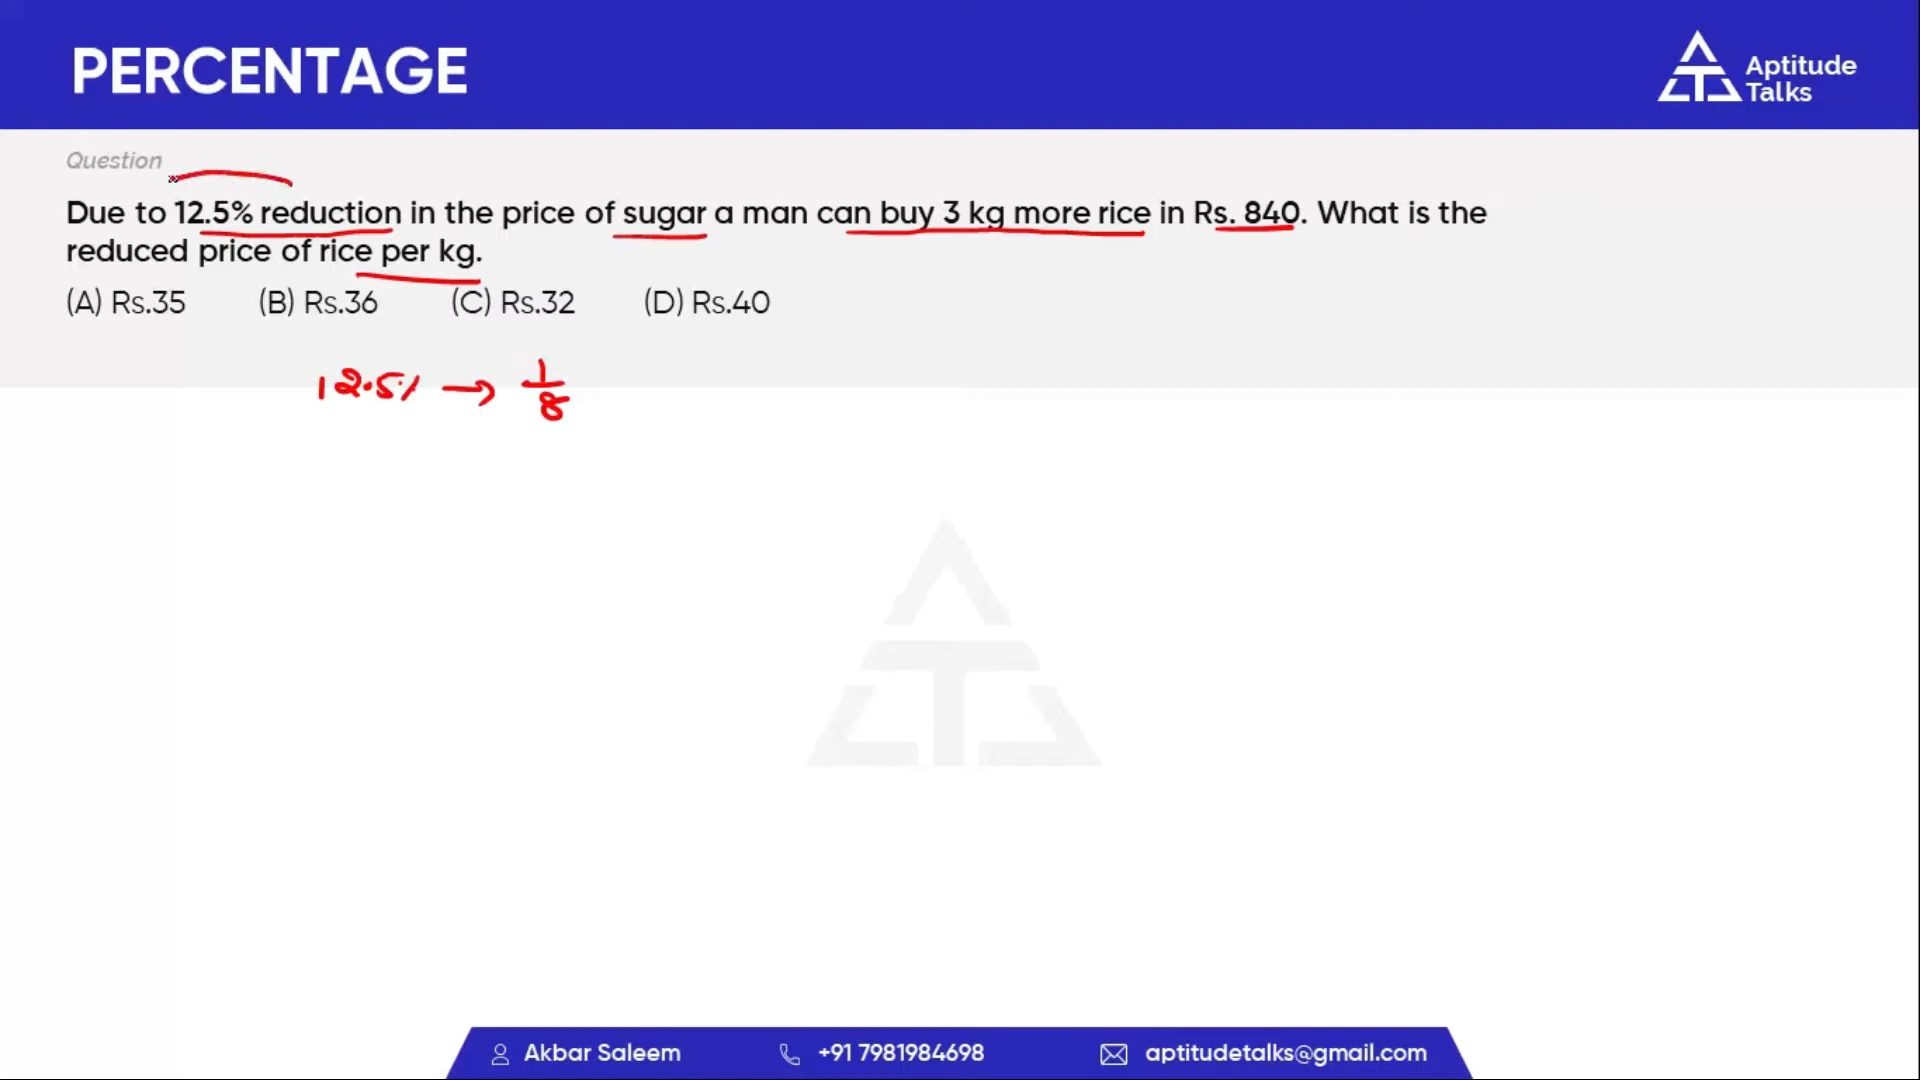 PERCENTAGE
Aptitude
Talks
Question
Due to 12.5% reduction in the price of sugar a man can buy 3 kg more rice in Rs. 840. What is the
reduced price of rice per kg.
(A) Rs.35 (B) Rs.36 (C) Rs.32 (D) Rs.40
12.5% → 1/8
Akbar Saleem +91 7981984698 aptitudetalks@gmail.com